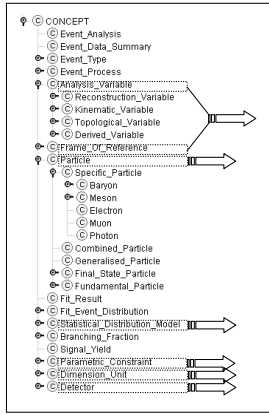 CONCEPT
Event_Analysis
Event_Data_Summary
Event_Type
Event_Process
Analysis_Variable
Reconstruction_Variable
Kinematic_Variable
Topological_Variable
Derived_Variable
Frame_Of_Reference
Particle
Specific_Particle
Baryon
Meson
Electron
Muon
Photon
Combined_Particle
Generalised_Particle
Final_State_Particle
Fundamental_Particle
Fit_Result
Fit_Event_Distribution
Statistical_Distribution_Model
Branching_Fraction
Signal_Yield
Parametric_Constraint
Dimension_Unit
Detector